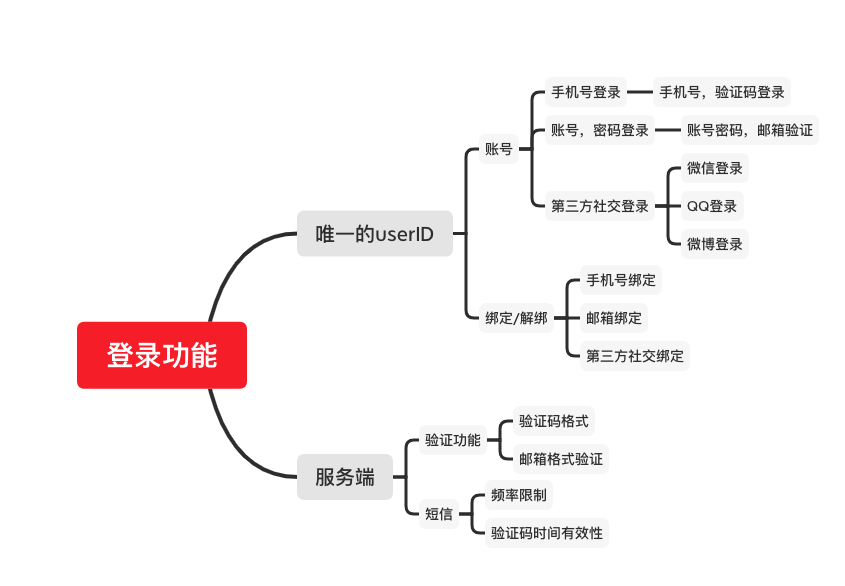 登录功能
唯一的userID
账号
手机号登录
手机号，验证码登录
账号，密码登录
账号密码，邮箱验证
第三方社交登录
微信登录
QQ登录
微博登录
绑定/解绑
手机号绑定
邮箱绑定
第三方社交绑定
服务端
验证功能
验证码格式
邮箱格式验证
短信
频率限制
验证码时间有效性